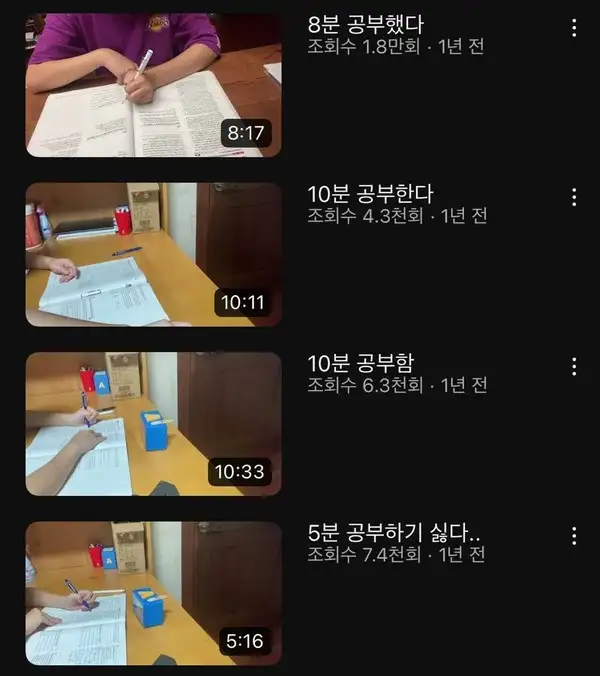 8분 공부했다
조회수 1.8만회 · 1년 전
8:17
10분 공부한다
조회수 4.3천회 · 1년 전
10:11
10분 공부함
조회수 6.3천회 · 1년 전
10:33
5분 공부하기 싫다..
조회수 7.4천회 · 1년 전
5:16